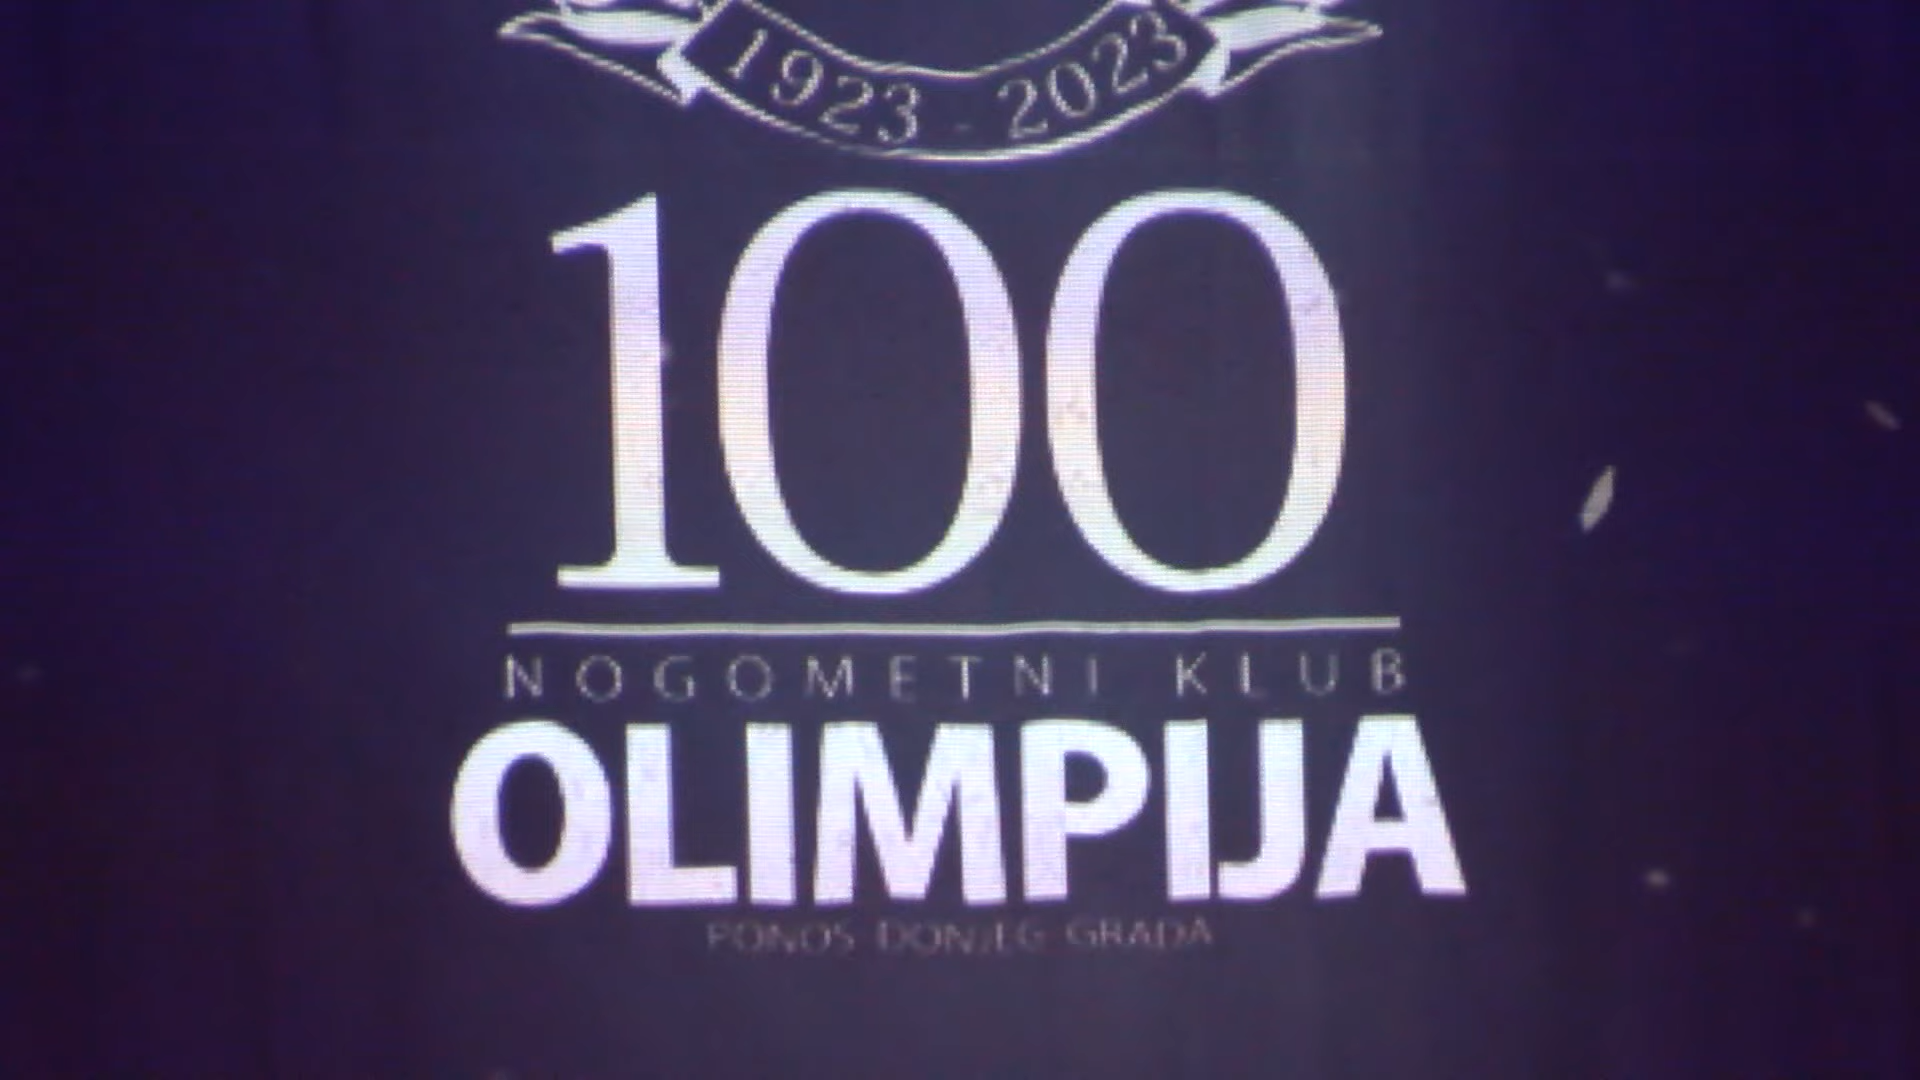 1923 - 2023
100
NOGOMETNI KLUB
OLIMPIJA
PONOS DONJEG GRADA